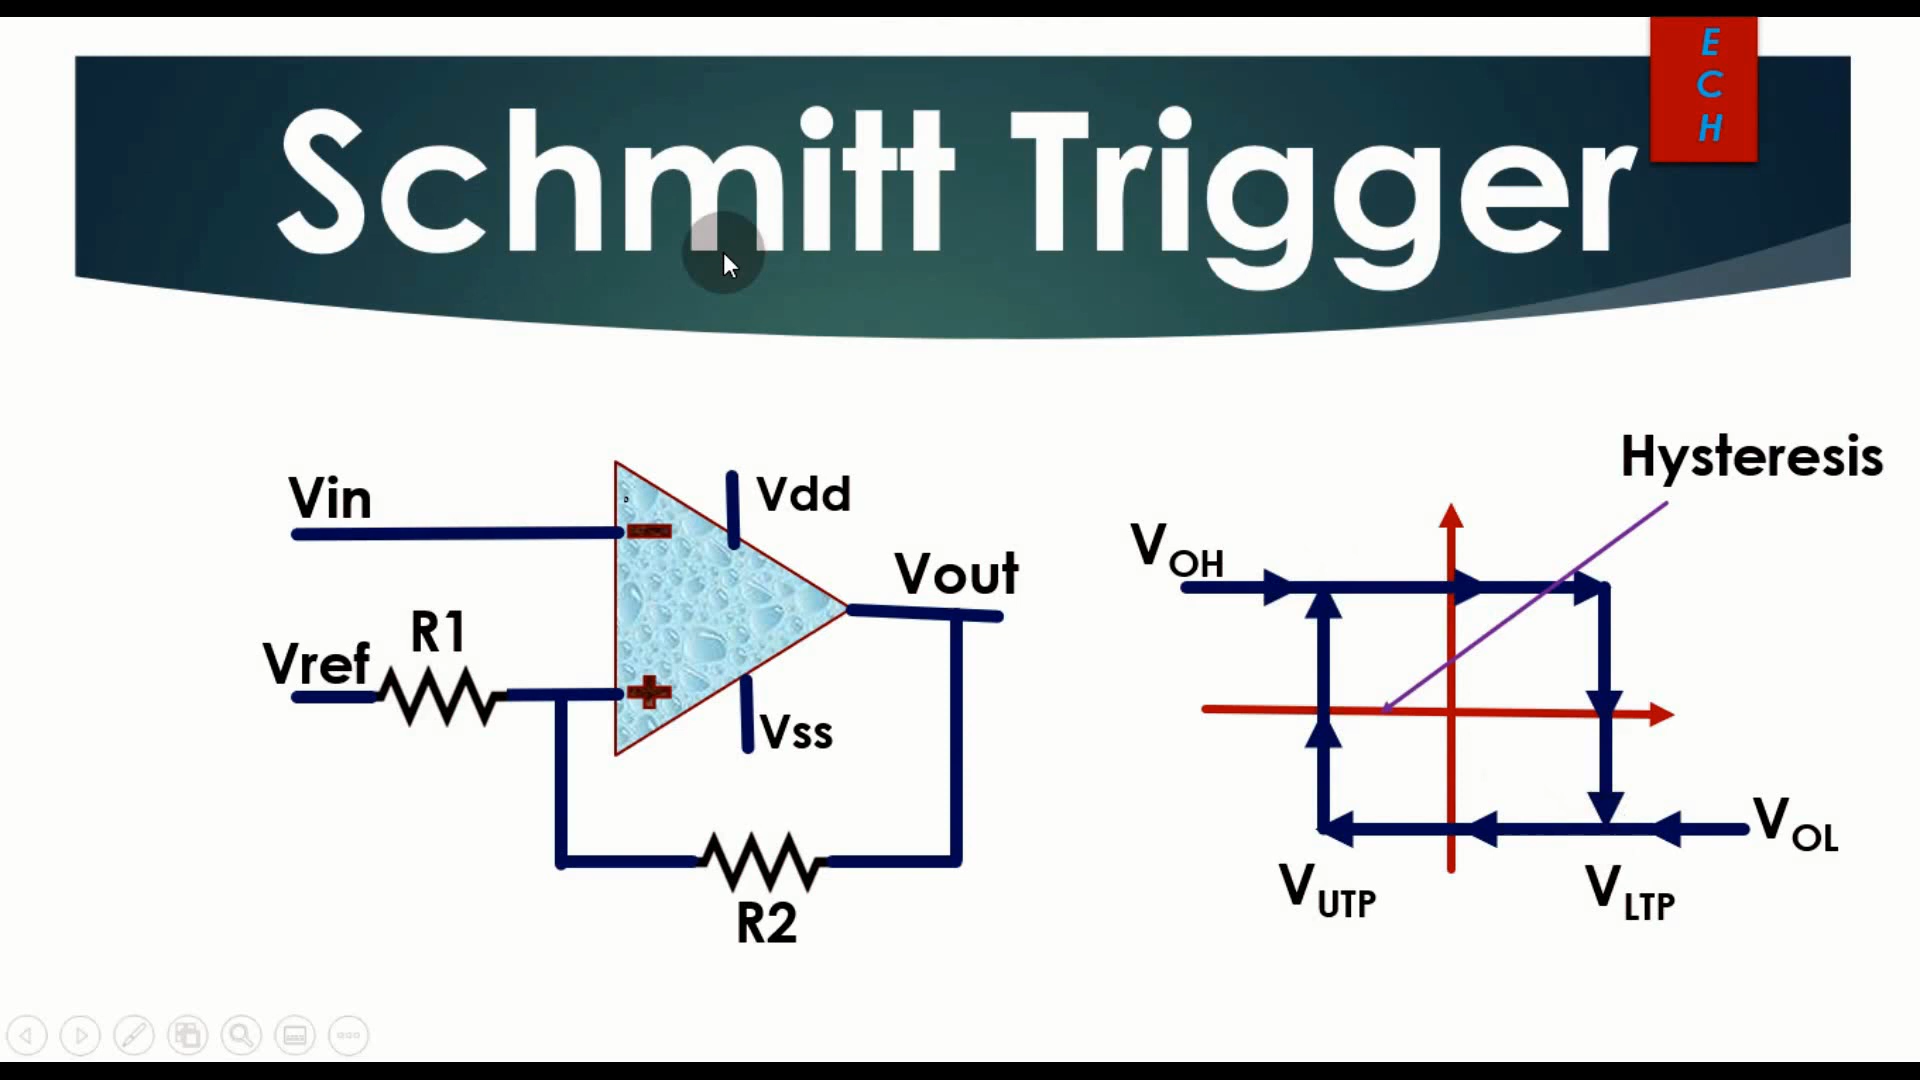 E
C
H
Schmitt Trigger
Vin
Vdd
Vout
R1
Vref
Vss
R2
Hysteresis
VOH
VOL
VUTP
VLTP